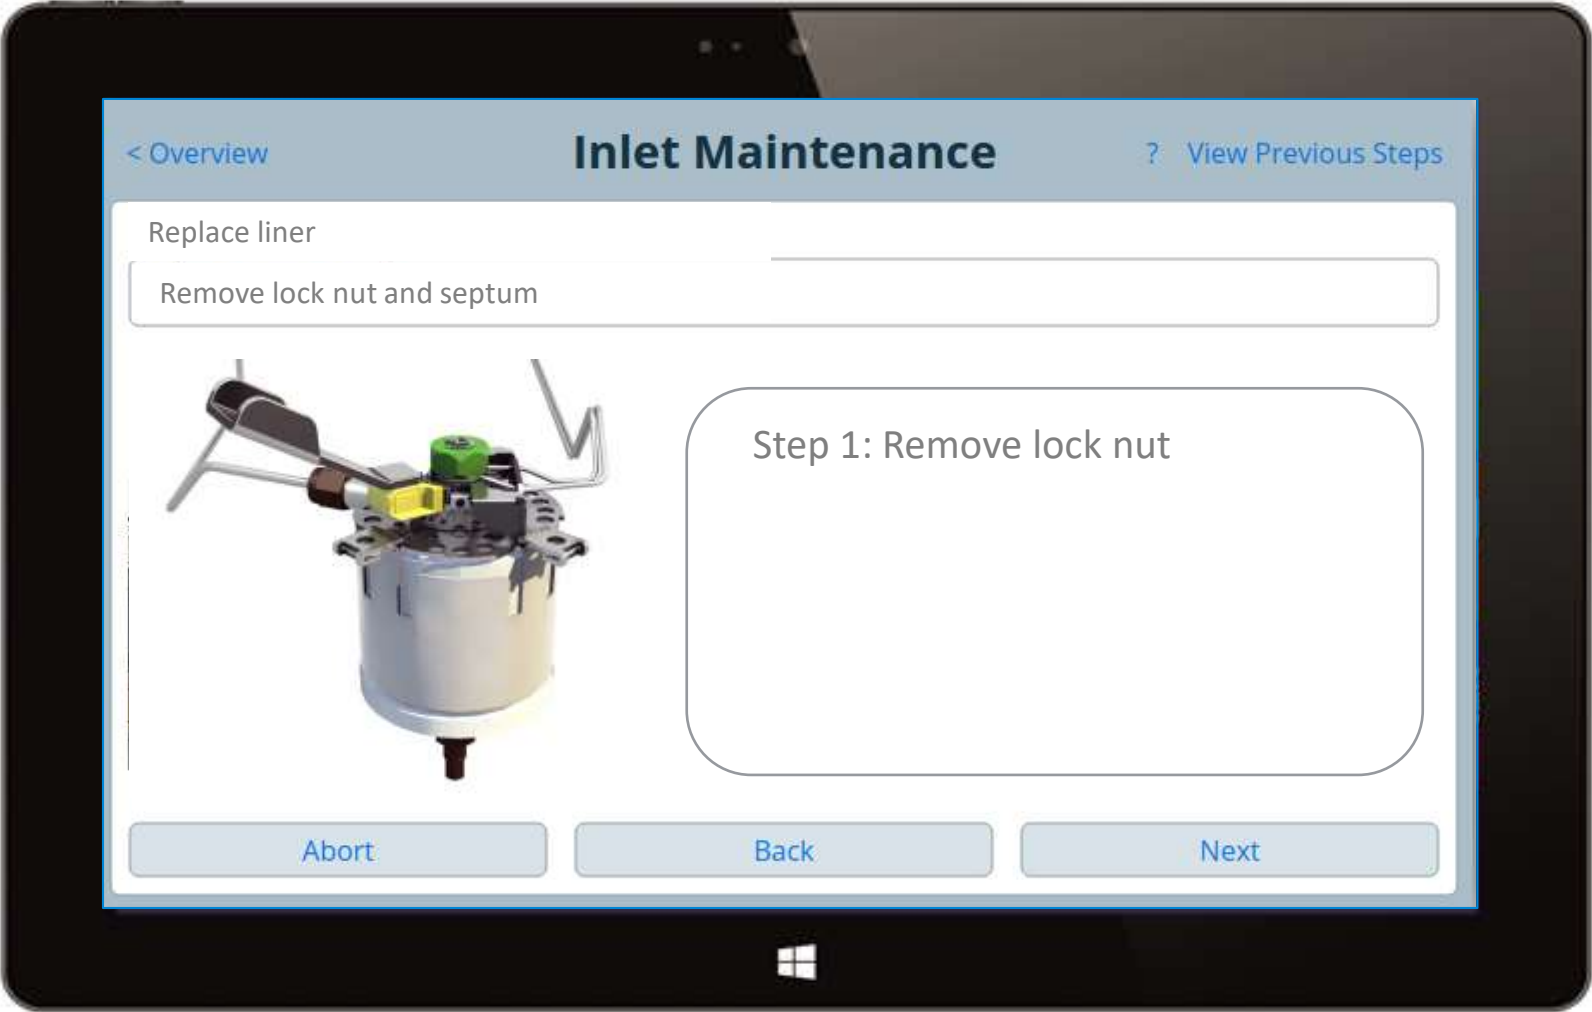 < Overview
Inlet Maintenance
? View Previous Steps
Replace liner
Remove lock nut and septum
Step 1: Remove lock nut
Abort
Back
Next